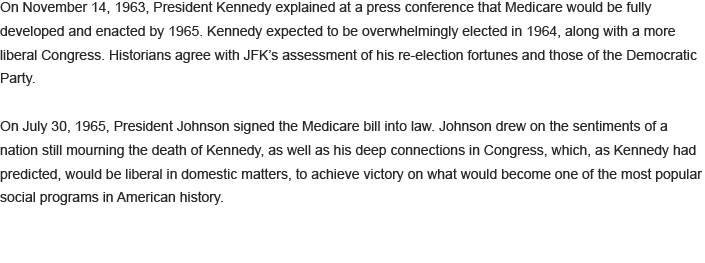 On November 14, 1963, President Kennedy explained at a press conference that Medicare would be fully
developed and enacted by 1965. Kennedy expected to be overwhelmingly elected in 1964, along with a more
liberal Congress. Historians agree with JFK's assessment of his re-election fortunes and those of the Democratic
Party.
On July 30, 1965, President Johnson signed the Medicare bill into law. Johnson drew on the sentiments of a
nation still mourning the death of Kennedy, as well as his deep connections in Congress, which, as Kennedy had
predicted, would be liberal in domestic matters, to achieve victory on what would become one of the most popular
social programs in American history.